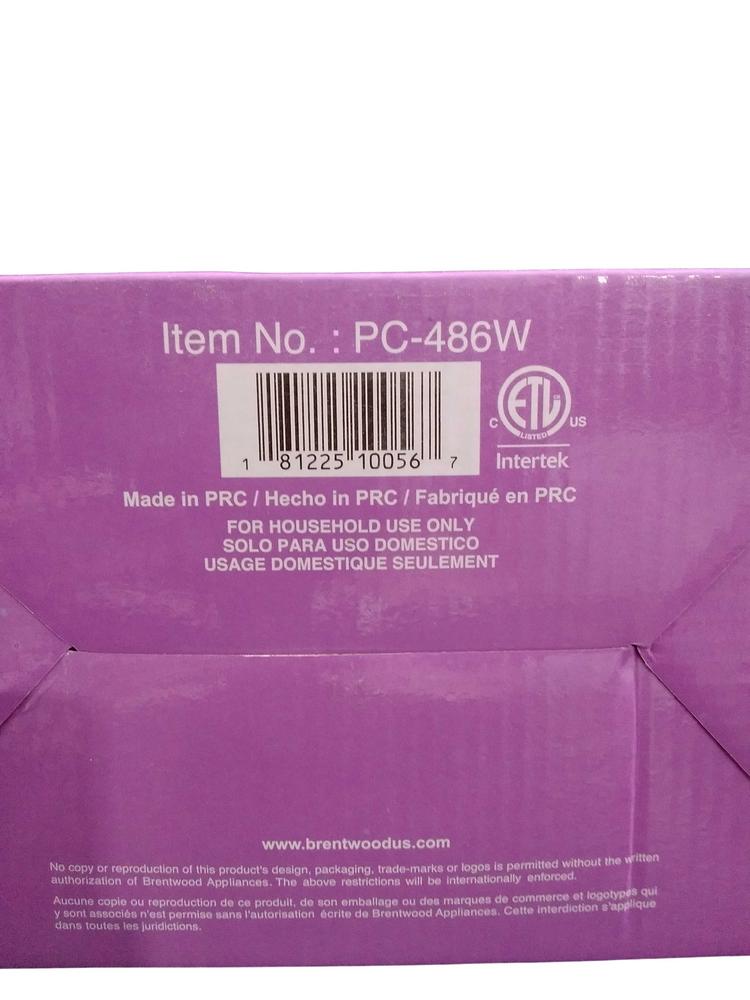 Item No. : PC-486W
1 81225 10056 7
C ETL CM US
LISTED
Intertek
Made in PRC / Hecho in PRC / Fabriqué en PRC
FOR HOUSEHOLD USE ONLY
SOLO PARA USO DOMESTICO
USAGE DOMESTIQUE SEULEMENT
www.brentwoodus.com
No copy or reproduction of this product's design, packaging, trade-marks or logos is permitted without the written
authorization of Brentwood Appliances. The above restrictions will be internationally enforced.
Aucune copie ou reproduction de ce produit, de son emballage ou des marques de commerce et logotypes qui
y sont associés n'est permise sans l'autorisation écrite de Brentwood Appliances. Cette interdiction s'applique
dans toutes les juridictions.